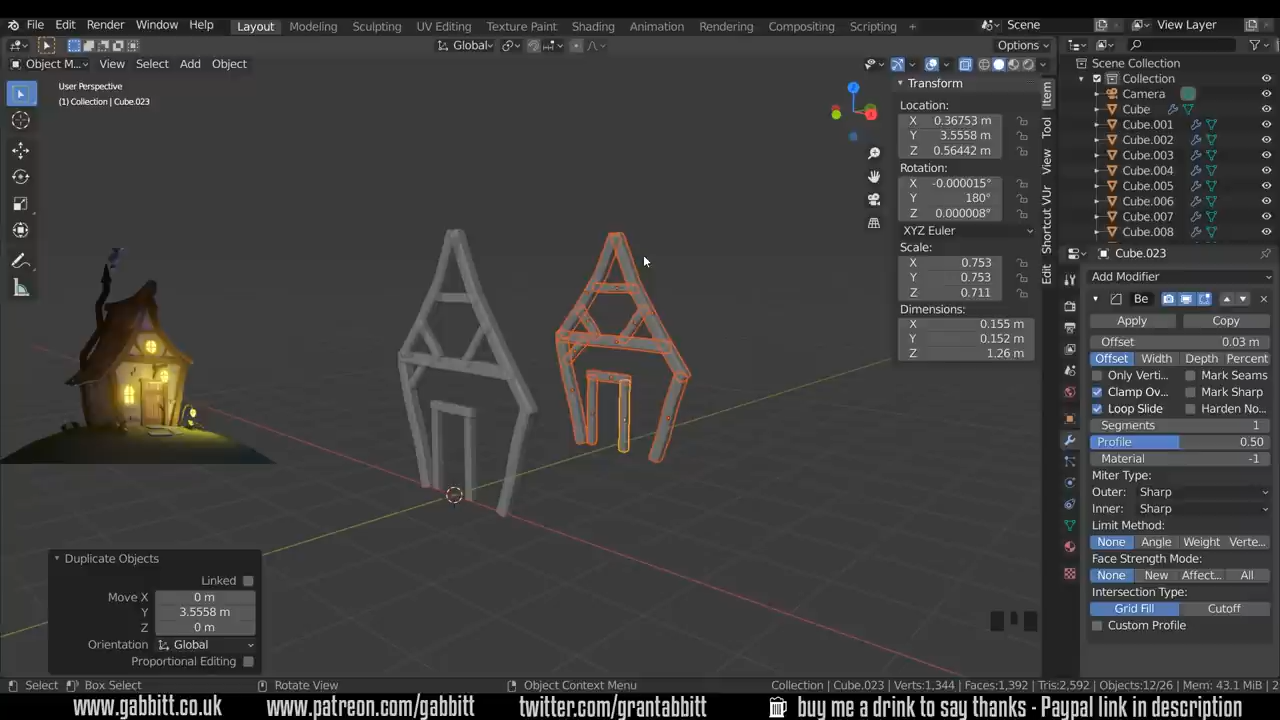 File Edit Render Window Help Layout Modeling Sculpting UV Editing Texture Paint Shading Animation Rendering Compositing Scripting + Scene View Layer
Global Options
Object M... View Select Add Object
User Perspective
(1) Collection | Cube.023
Transform
Location:
X 0.36753 m
Y 3.5558 m
Z 0.56442 m
Rotation:
X -0.000015°
Y 180°
Z 0.000008°
XYZ Euler
Scale:
X 0.753
Y 0.753
Z 0.711
Dimensions:
X 0.155 m
Y 0.152 m
Z 1.26 m
Item
Tool
View
Shortcut VUr
Edit
Scene Collection
Collection
Camera
Cube
Cube.001
Cube.002
Cube.003
Cube.004
Cube.005
Cube.006
Cube.007
Cube.008
Cube.023
Add Modifier
Be
Apply Copy
Offset 0.03 m
Offset Width Depth Percent
Only Verti... Mark Seams
Clamp Ov... Mark Sharp
Loop Slide Harden No...
Segments 1
Profile 0.50
Material -1
Miter Type:
Outer: Sharp
Inner: Sharp
Limit Method:
None Angle Weight Verte...
Face Strength Mode:
None New Affect... All
Intersection Type:
Grid Fill Cutoff
Custom Profile
Duplicate Objects
Linked
Move X 0 m
Y 3.5558 m
Z 0 m
Orientation Global
Proportional Editing
Select Box Select Rotate View Object Context Menu Collection | Cube.023 | Verts:1,344 | Faces:1,392 | Tris:2,592 | Objects:12/26 | Mem: 43.1 MiB | 2
www.gabbitt.co.uk www.patreon.com/gabbitt twitter.com/grantabbitt buy me a drink to say thanks - Paypal link in description